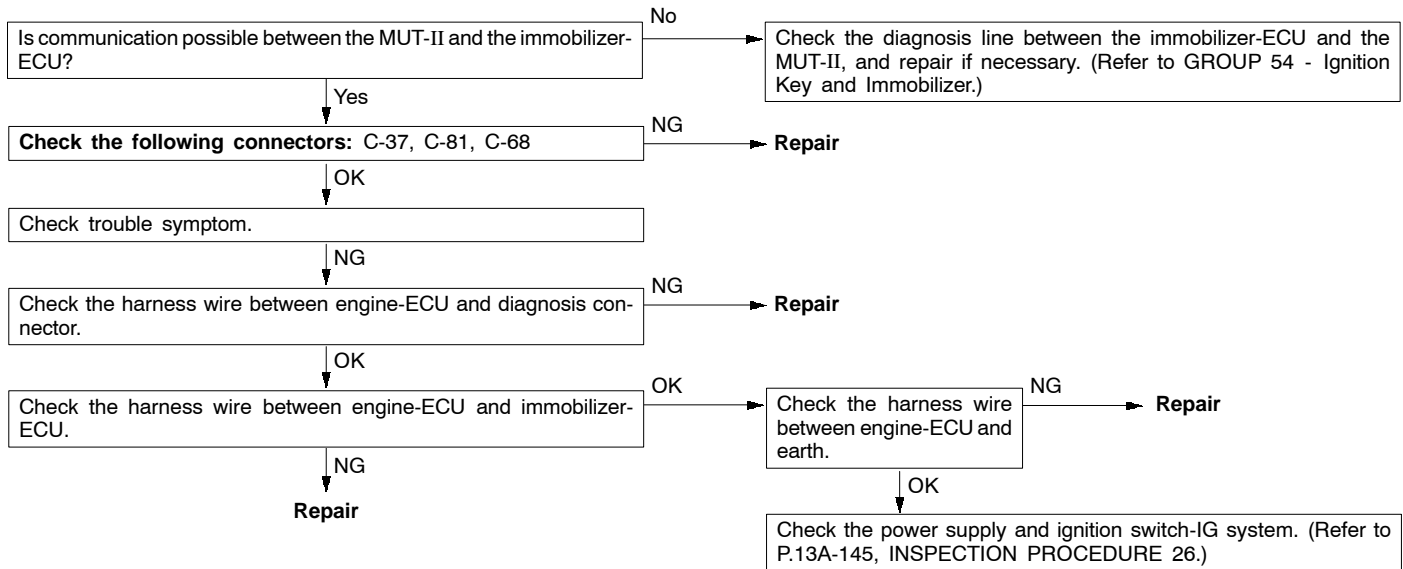 Is communication possible between the MUT-II and the immobilizer-
ECU?
No
Check the diagnosis line between the immobilizer-ECU and the
MUT-II, and repair if necessary. (Refer to GROUP 54 - Ignition
Key and Immobilizer.)
Yes
Check the following connectors: C-37, C-81, C-68
NG
Repair
OK
Check trouble symptom.
NG
Check the harness wire between engine-ECU and diagnosis con-
nector.
NG
Repair
OK
Check the harness wire between engine-ECU and immobilizer-
ECU.
OK
Check the harness wire
between engine-ECU and
earth.
NG
Repair
NG
Repair
OK
Check the power supply and ignition switch-IG system. (Refer to
P.13A-145, INSPECTION PROCEDURE 26.)